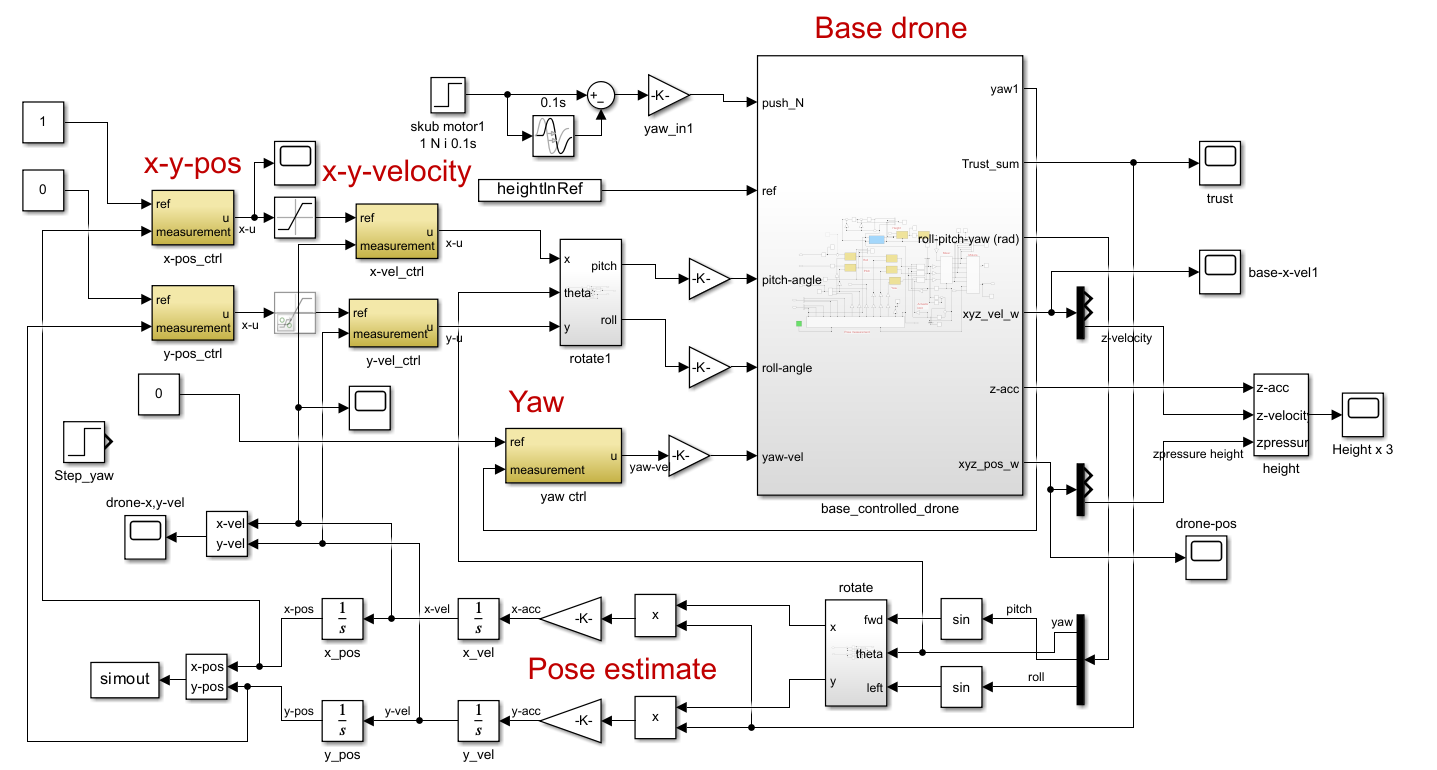 Base drone
skub motor1
1 N i 0.1s
0.1s
+
-K-
yaw_in1
push_N
yaw1
1
0
x-y-pos
x-y-velocity
heightInRef
ref
Trust_sum
trust
ref
measurement
u
x-u
x-pos_ctrl
ref
measurement
u
x-u
x-vel_ctrl
x
theta
y
pitch
roll
rotate1
-K-
pitch-angle
roll-pitch-yaw (rad)
base-x-vel1
ref
measurement
u
x-u
y-pos_ctrl
ref
measurement
u
y-u
y-vel_ctrl
-K-
roll-angle
xyz_vel_w
z-velocity
0
Step_yaw
Yaw
ref
measurement
u
yaw-ve
yaw ctrl
-K-
yaw-vel
z-acc
xyz_pos_w
base_controlled_drone
z-acc
z-velocity
zpressur
zpressure height
height
Height x 3
drone-pos
drone-x,y-vel
x-vel
y-vel
x-pos
1
s
x_pos
x-vel
1
s
x_vel
x-acc
-K-
x
rotate
x
y
fwd
theta
left
sin
pitch
yaw
sin
roll
Pose estimate
simout
x-pos
y-pos
y-pos
1
s
y_pos
y-vel
1
s
y_vel
y-acc
-K-
x